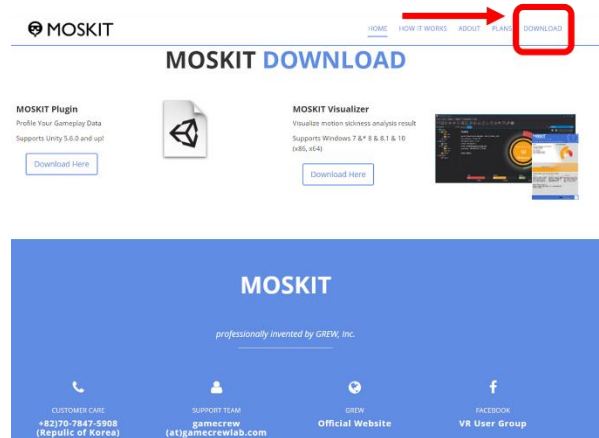 MOSKIT
HOME HOW IT WORKS ABOUT PLANS DOWNLOAD
MOSKIT DOWNLOAD
MOSKIT Plugin
Profile Your Gameplay Data
Supports Unity 5.6.0 and up!
Download Here
MOSKIT Visualizer
Visualize motion sickness analysis result
Supports Windows 7 &* 8 & 8.1 & 10
(x86, x64)
Download Here
MOSKIT
professionally invented by GREW, Inc.
CUSTOMER CARE
+82)70-7847-5908
(Repulic of Korea)
SUPPORT TEAM
gamecrew
(at)gamecrewlab.com
GREW
Official Website
FACEBOOK
VR User Group